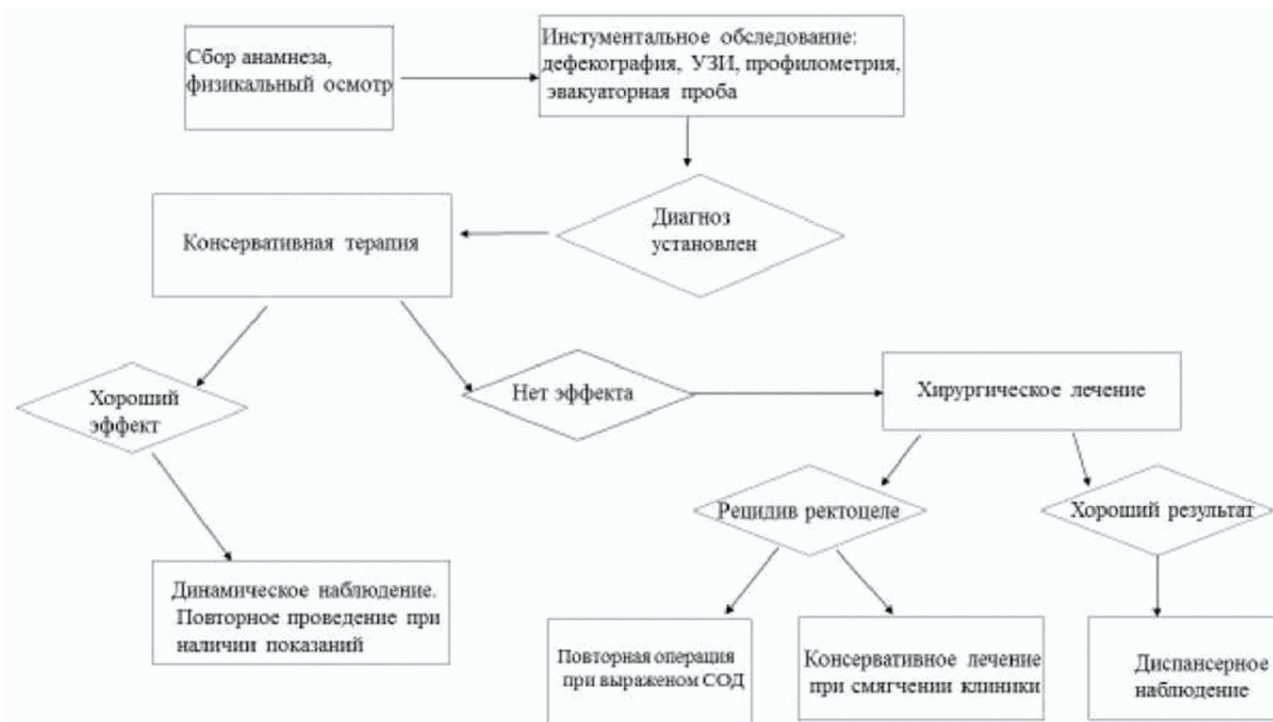 Сбор анамнеза,
физикальный осмотр
Инстументальное обследование:
дефекография, УЗИ, профилометрия,
эвакуаторная проба
Диагноз
установлен
Консервативная терапия
Хороший
эффект
Нет эффекта
Хирургическое лечение
Рецидив ректоцеле
Хороший результат
Динамическое наблюдение.
Повторное проведение при
наличии показаний
Повторная операция
при выраженом СОД
Консервативное лечение
при смягчении клиники
Диспансерное
наблюдение